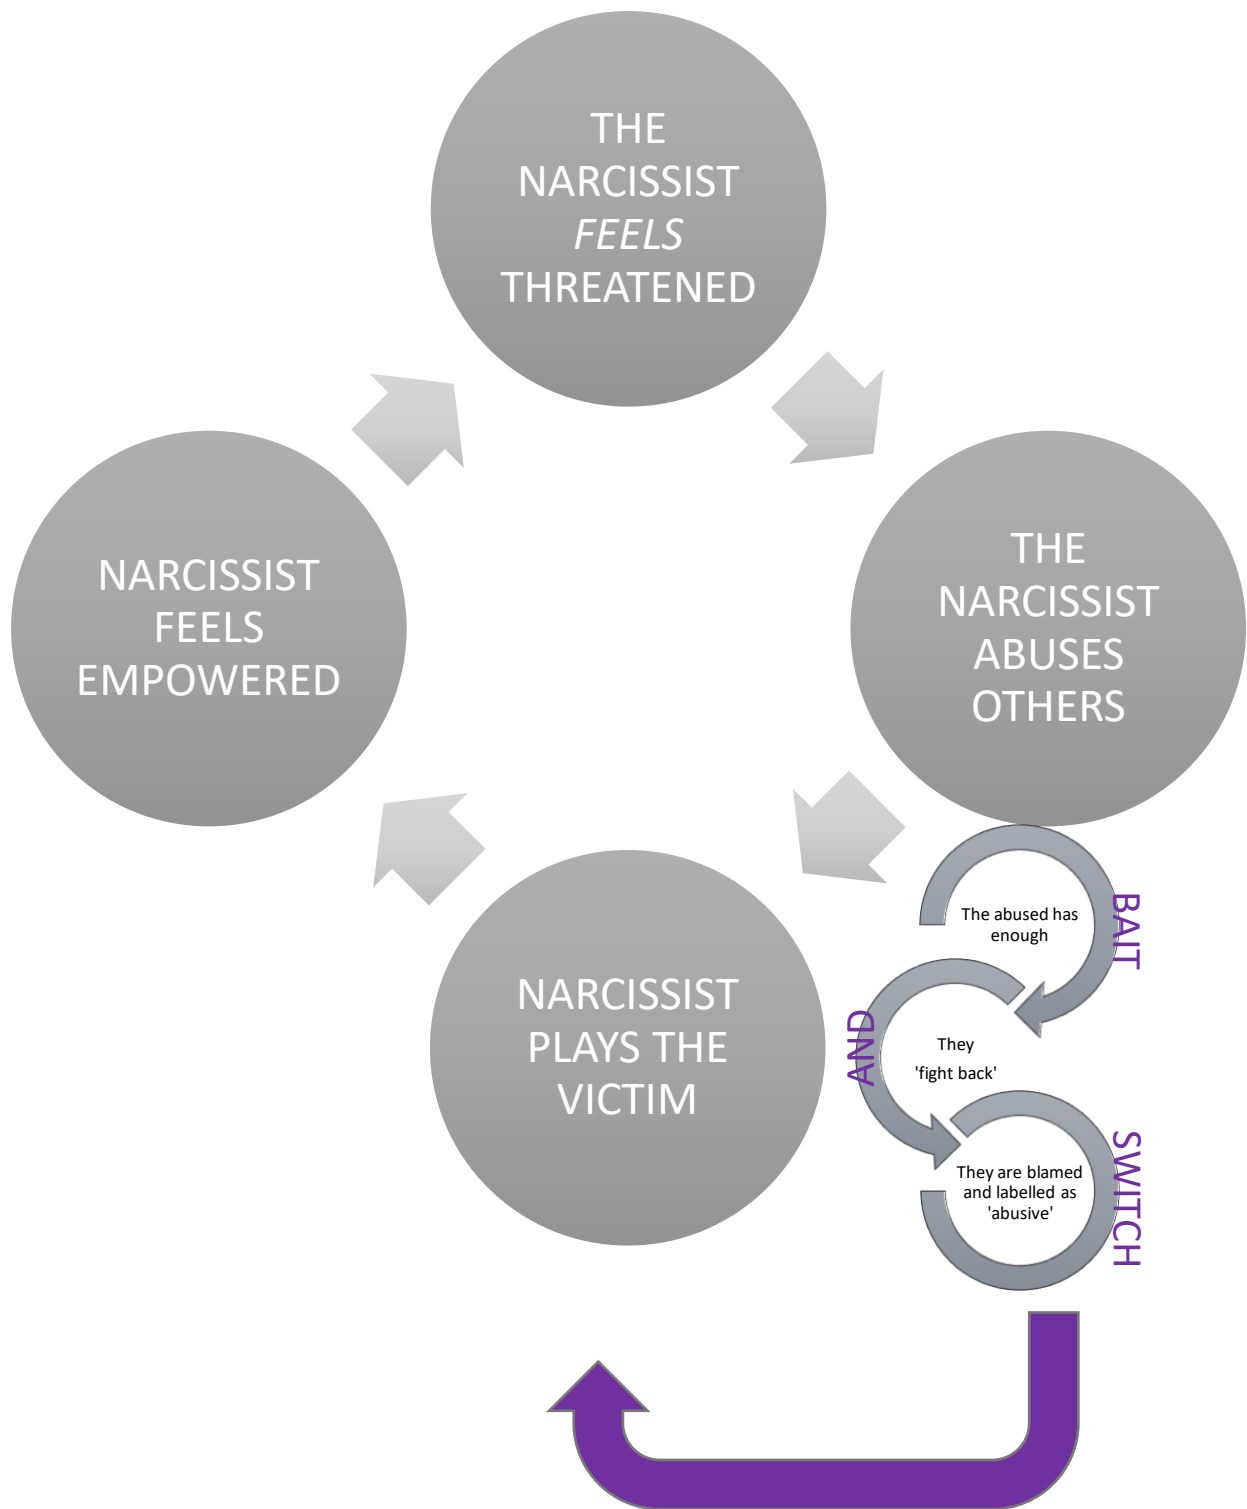 THE
NARCISSIST
FEELS
THREATENED
THE
NARCISSIST
ABUSES
OTHERS
BAIT
The abused has
enough
AND
They
'fight back'
SWITCH
They are blamed
and labelled as
'abusive'
NARCISSIST
PLAYS THE
VICTIM
NARCISSIST
FEELS
EMPOWERED